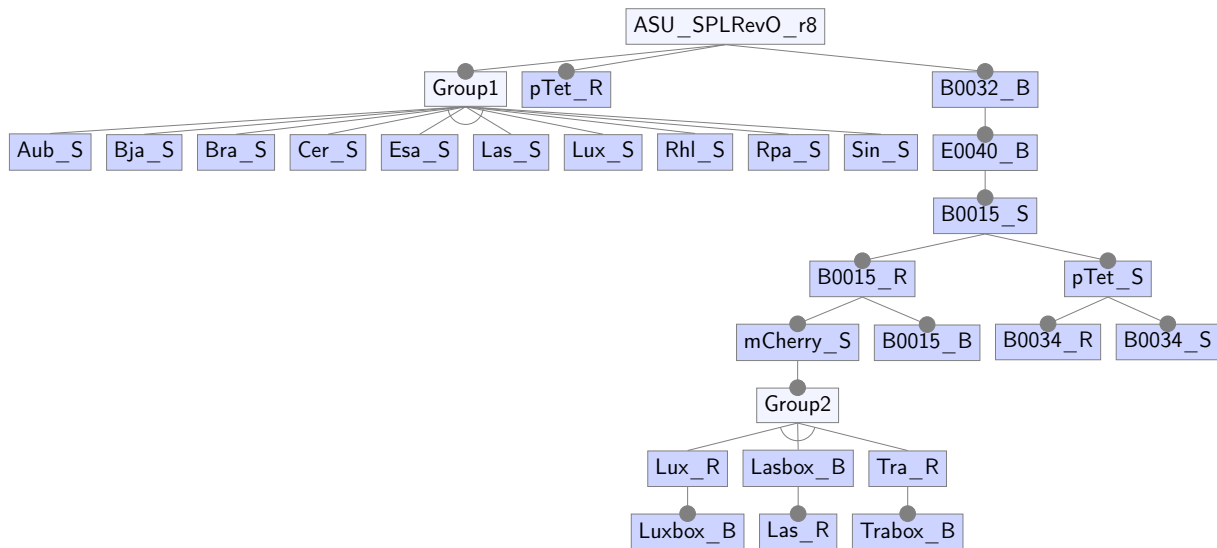 ASU_SPLRevO_r8
Group1
pTet_R
B0032_B
Aub_S
Bja_S
Bra_S
Cer_S
Esa_S
Las_S
Lux_S
Rhl_S
Rpa_S
Sin_S
E0040_B
B0015_S
B0015_R
pTet_S
mCherry_S
B0015_B
B0034_R
B0034_S
Group2
Lux_R
Lasbox_B
Tra_R
Luxbox_B
Las_R
Trabox_B